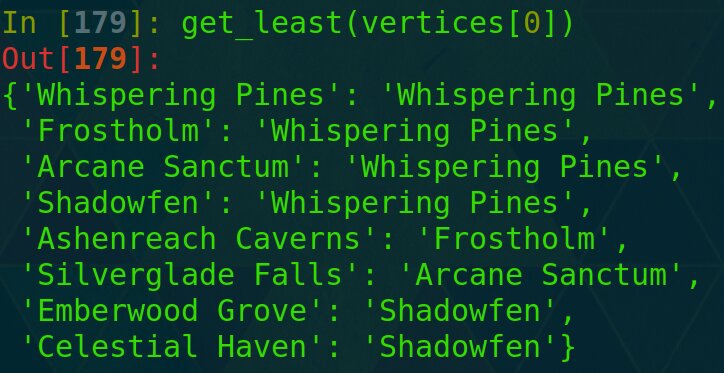 In [179]: get_least(vertices[0])
Out[179]:
{'Whispering Pines': 'Whispering Pines',
 'Frostholm': 'Whispering Pines',
 'Arcane Sanctum': 'Whispering Pines',
 'Shadowfen': 'Whispering Pines',
 'Ashenreach Caverns': 'Frostholm',
 'Silverglade Falls': 'Arcane Sanctum',
 'Emberwood Grove': 'Shadowfen',
 'Celestial Haven': 'Shadowfen'}